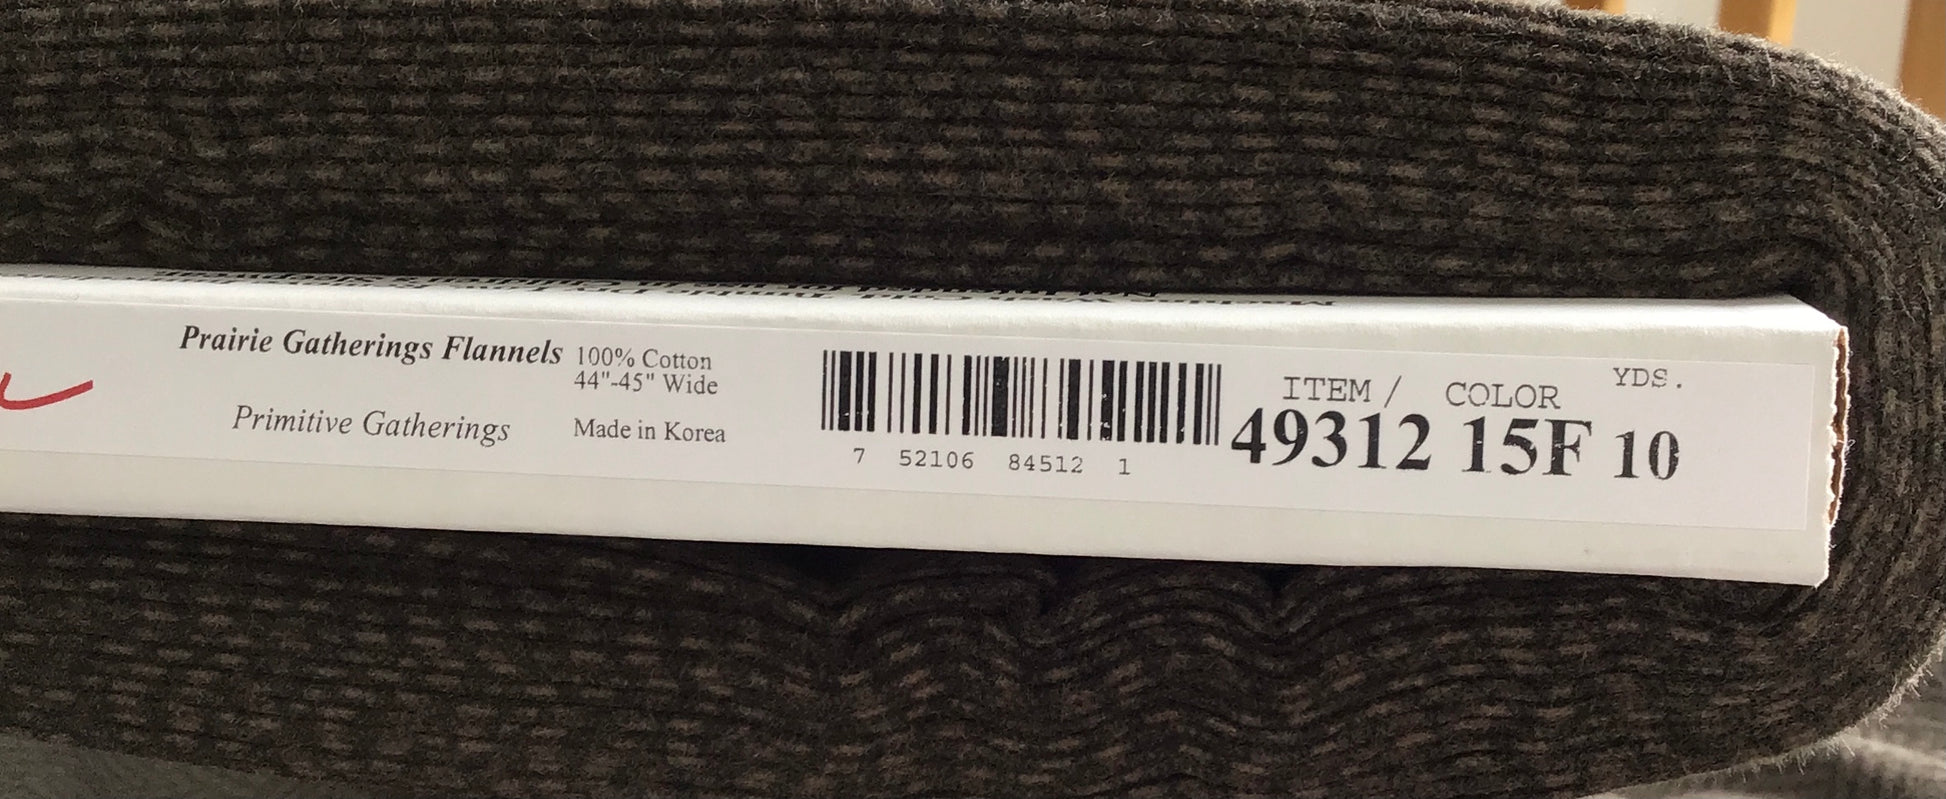 Prairie Gatherings Flannels
Primitive Gatherings
100% Cotton
44"-45" Wide
Made in Korea
7 52106 84512 1
ITEM / COLOR YDS.
49312 15F 10